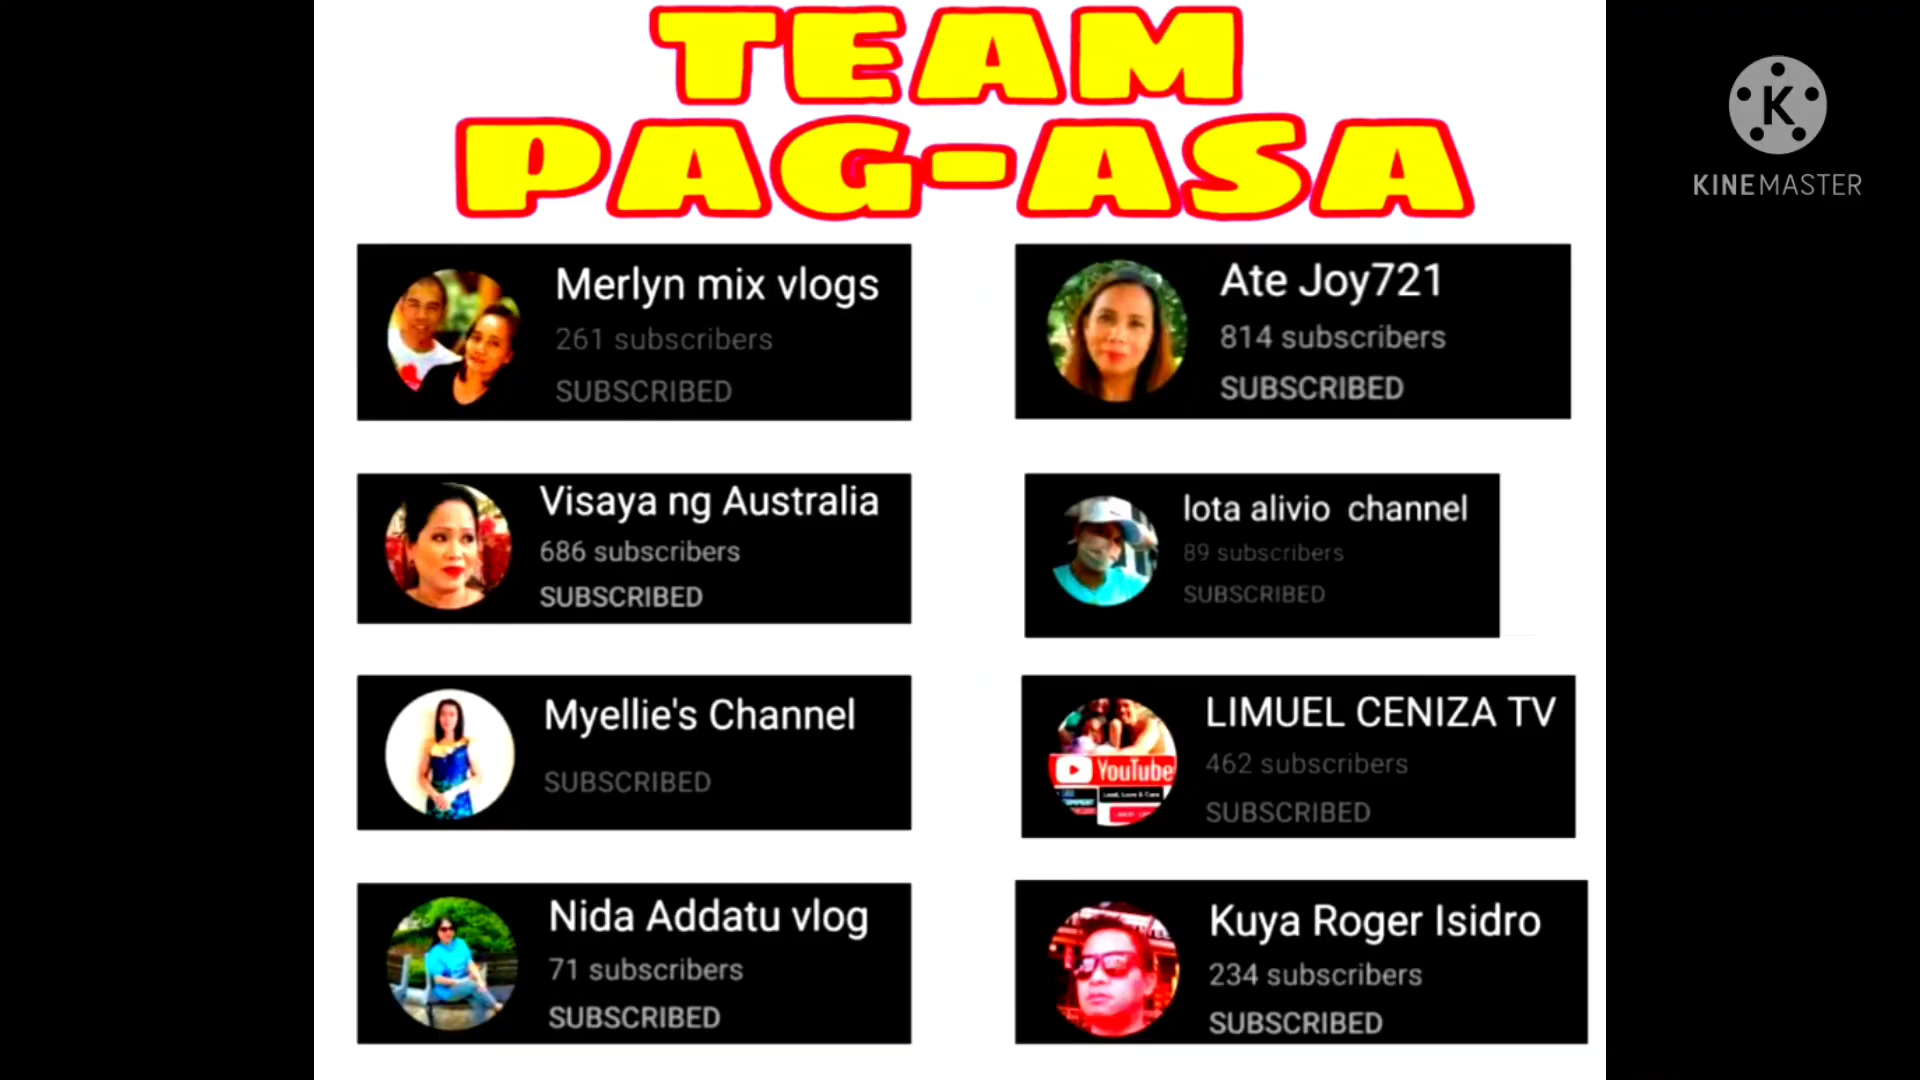 TEAM
PAG-ASA
KINEMASTER
Merlyn mix vlogs
261 subscribers
SUBSCRIBED
Ate Joy721
814 subscribers
SUBSCRIBED
Visaya ng Australia
686 subscribers
SUBSCRIBED
lota alivio channel
89 subscribers
SUBSCRIBED
Myellie's Channel
SUBSCRIBED
LIMUEL CENIZA TV
462 subscribers
SUBSCRIBED
YouTube
Nida Addatu vlog
71 subscribers
SUBSCRIBED
Kuya Roger Isidro
234 subscribers
SUBSCRIBED